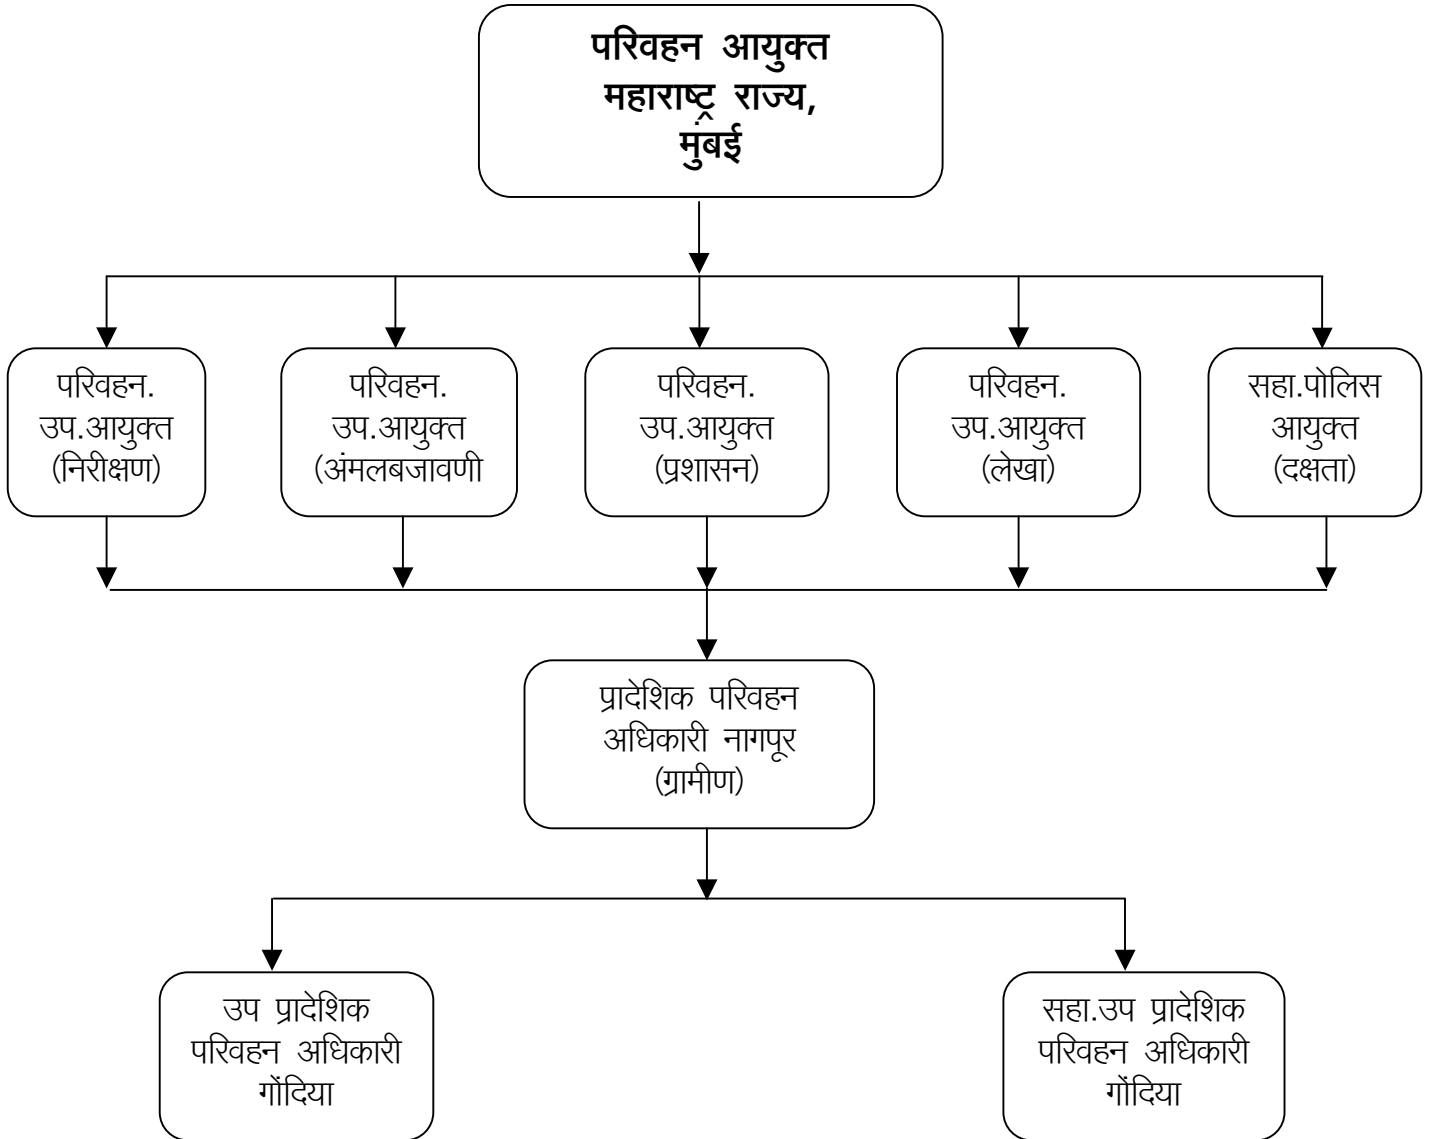 परिवहन आयुक्त
महाराष्ट्र राज्य,
मुंबई
परिवहन.
उप.आयुक्त
(निरीक्षण)
परिवहन.
उप.आयुक्त
(अंमलबजावणी
परिवहन.
उप.आयुक्त
(प्रशासन)
परिवहन.
उप.आयुक्त
(लेखा)
सहा.पोलिस
आयुक्त
(दक्षता)
प्रादेशिक परिवहन
अधिकारी नागपूर
(ग्रामीण)
उप प्रादेशिक
परिवहन अधिकारी
गोंदिया
सहा.उप प्रादेशिक
परिवहन अधिकारी
गोंदिया